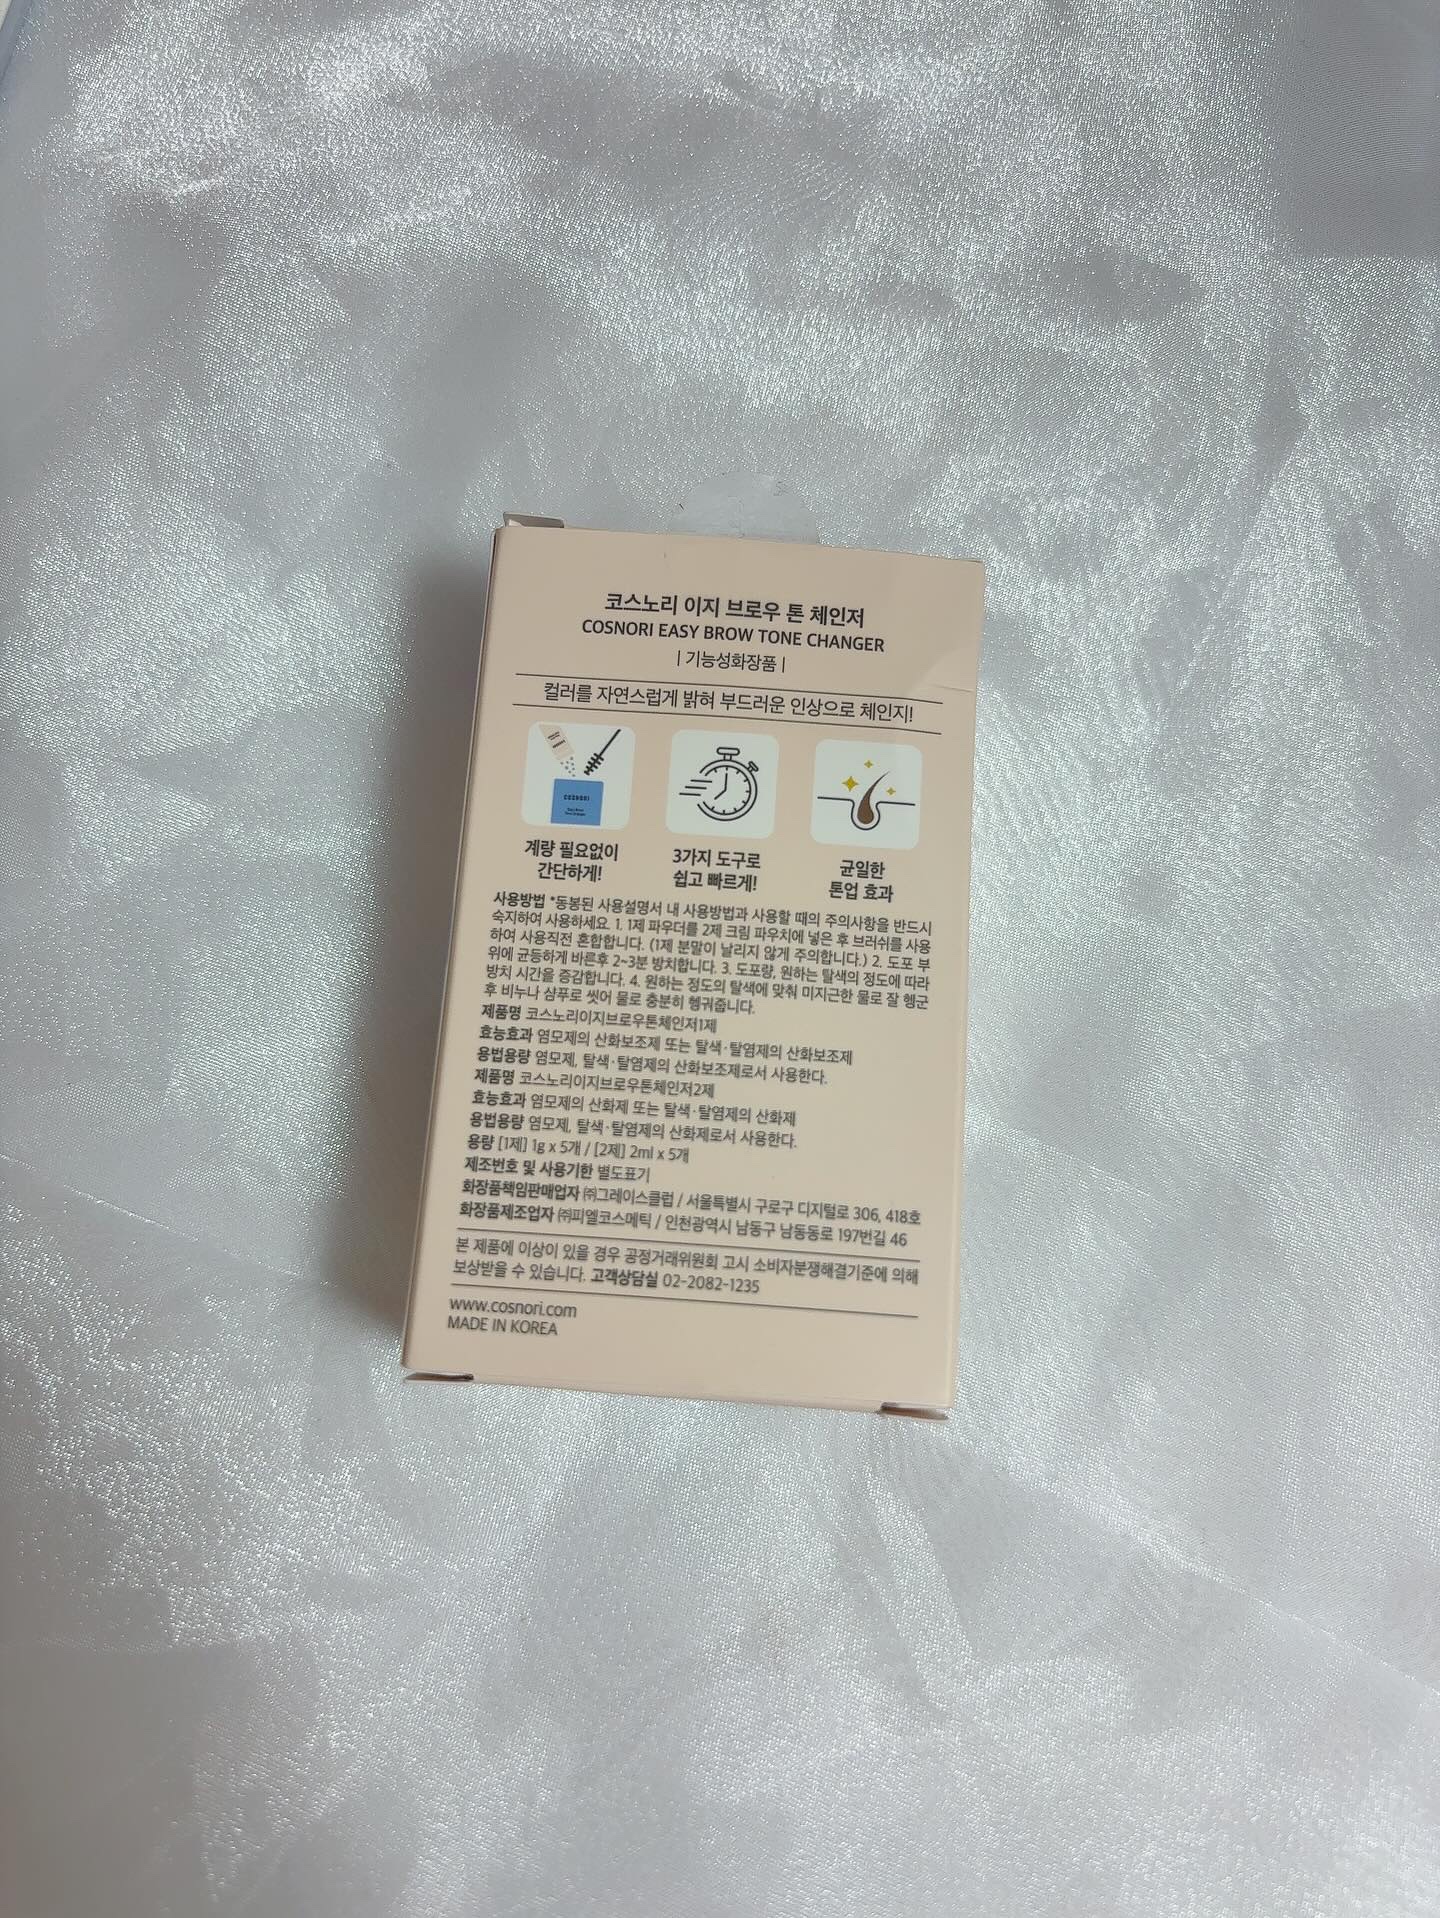 코스노리 이지 브로우 톤 체인저
COSNORI EASY BROW TONE CHANGER
| 기능성화장품 |
컬러를 자연스럽게 밝혀 부드러운 인상으로 체인지!
COSNORI
계량 필요없이
간단하게!
3가지 도구로
쉽고 빠르게!
균일한
톤업 효과
사용방법 *동봉된 사용설명서 내 사용방법과 사용할 때의 주의사항을 반드시
숙지하여 사용하세요. 1. 1제 파우더를 2제 크림 파우치에 넣은 후 브러쉬를 사용
하여 사용직전 혼합합니다. (1제 분말이 날리지 않게 주의합니다.) 2. 도포 부
위에 균등하게 바른후 2~3분 방치합니다. 3. 도포량, 원하는 탈색의 정도에 따라
방치 시간을 증감합니다. 4. 원하는 정도의 탈색에 맞춰 미지근한 물로 잘 헹군
후 비누나 샴푸로 씻어 물로 충분히 헹궈줍니다.
제품명 코스노리이지브로우톤체인저1제
효능효과 염모제의 산화보조제 또는 탈색·탈염제의 산화보조제
용법용량 염모제, 탈색·탈염제의 산화보조제로서 사용한다.
제품명 코스노리이지브로우톤체인저2제
효능효과 염모제의 산화제 또는 탈색·탈염제의 산화제
용법용량 염모제, 탈색·탈염제의 산화제로서 사용한다.
용량 [1제] 1g x 5개 / [2제] 2ml x 5개
제조번호 및 사용기한 별도표기
화장품책임판매업자 ㈜그레이스클럽 / 서울특별시 구로구 디지털로 306, 418호
화장품제조업자 ㈜피엘코스메틱 / 인천광역시 남동구 남동동로 197번길 46
본 제품에 이상이 있을 경우 공정거래위원회 고시 소비자분쟁해결기준에 의해
보상받을 수 있습니다. 고객상담실 02-2082-1235
www.cosnori.com
MADE IN KOREA